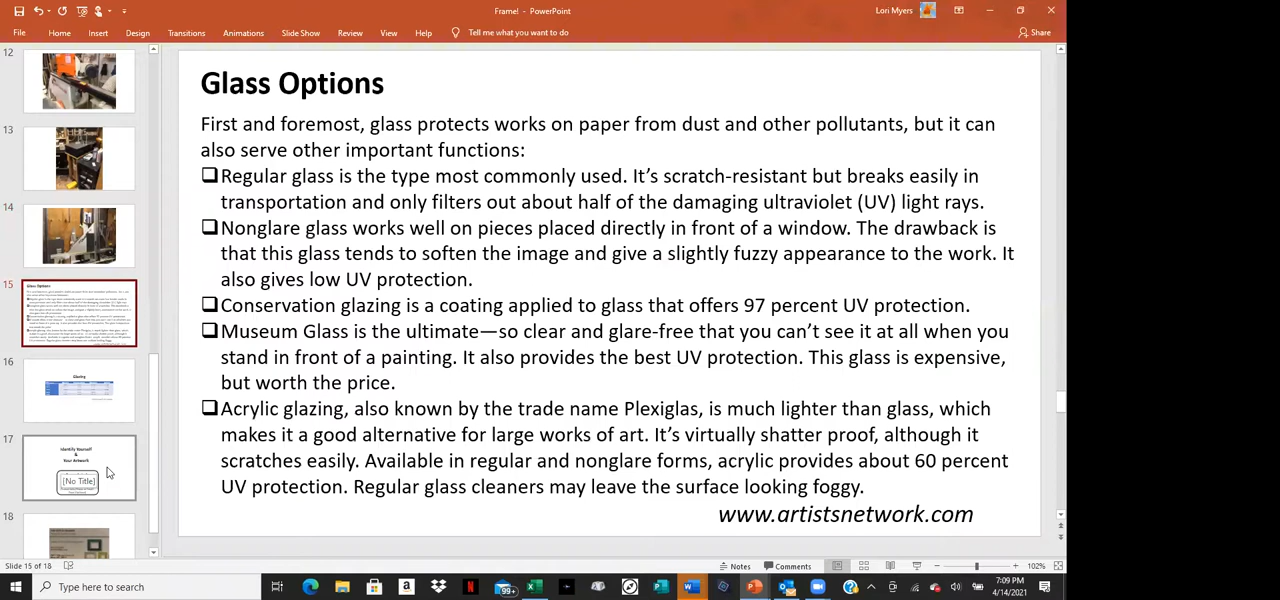 Frame! - PowerPoint
Lori Myers
File Home Insert Design Transitions Animations Slide Show Review View Help Tell me what you want to do
Share
12
13
14
15
Glass Options
16
Glazing
17
Identify Yourself
&
Your Artwork
[No Title]
18
Glass Options
First and foremost, glass protects works on paper from dust and other pollutants, but it can
also serve other important functions:
❑Regular glass is the type most commonly used. It’s scratch-resistant but breaks easily in
transportation and only filters out about half of the damaging ultraviolet (UV) light rays.
❑Nonglare glass works well on pieces placed directly in front of a window. The drawback is
that this glass tends to soften the image and give a slightly fuzzy appearance to the work. It
also gives low UV protection.
❑Conservation glazing is a coating applied to glass that offers 97 percent UV protection.
❑Museum Glass is the ultimate—so clear and glare-free that you can’t see it at all when you
stand in front of a painting. It also provides the best UV protection. This glass is expensive,
but worth the price.
❑Acrylic glazing, also known by the trade name Plexiglas, is much lighter than glass, which
makes it a good alternative for large works of art. It’s virtually shatter proof, although it
scratches easily. Available in regular and nonglare forms, acrylic provides about 60 percent
UV protection. Regular glass cleaners may leave the surface looking foggy.
www.artistsnetwork.com
Slide 15 of 18
Notes Comments
102%
Type here to search
99+
7:09 PM
4/14/2021